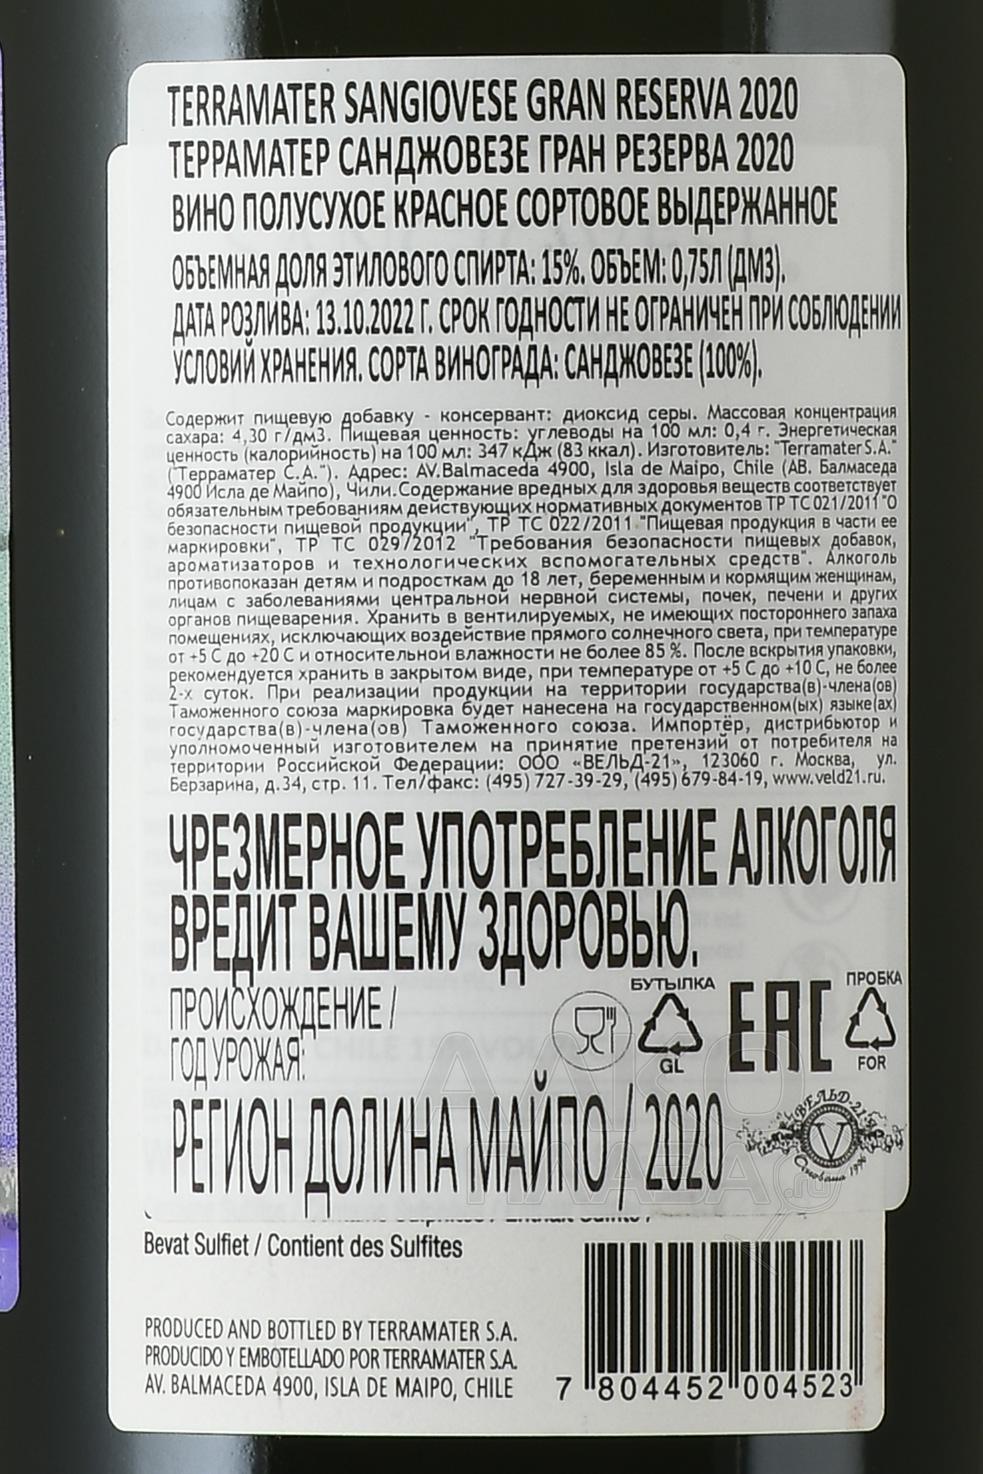 TERRAMATER SANGIOVESE GRAN RESERVA 2020
ТЕРРАМАТЕР САНДЖОВЕЗЕ ГРАН РЕЗЕРВА 2020
ВИНО ПОЛУСУХОЕ КРАСНОЕ СОРТОВОЕ ВЫДЕРЖАННОЕ
ОБЪЕМНАЯ ДОЛЯ ЭТИЛОВОГО СПИРТА: 15%. ОБЪЕМ: 0,75Л (ДМ3).
ДАТА РОЗЛИВА: 13.10.2022 Г. СРОК ГОДНОСТИ НЕ ОГРАНИЧЕН ПРИ СОБЛЮДЕНИИ
УСЛОВИЙ ХРАНЕНИЯ. СОРТА ВИНОГРАДА: САНДЖОВЕЗЕ (100%).
Содержит пищевую добавку - консервант: диоксид серы. Массовая концентрация
сахара: 4,30 г/дм3. Пищевая ценность: углеводы на 100 мл: 0,4 г. Энергетическая
ценность (калорийность) на 100 мл: 347 кДж (83 ккал). Изготовитель: "Terramater S.A."
("Терраматер С.А."). Адрес: AV.Balmaceda 4900, Isla de Maipo, Chile (АВ. Балмаседа
4900 Исла де Майпо), Чили.Содержание вредных для здоровья веществ соответствует
обязательным требованиям действующих нормативных документов ТР ТС 021/2011 "О
безопасности пищевой продукции", ТР ТС 022/2011 "Пищевая продукция в части ее
маркировки", ТР ТС 029/2012 "Требования безопасности пищевых добавок,
ароматизаторов и технологических вспомогательных средств". Алкоголь
противопоказан детям и подросткам до 18 лет, беременным и кормящим женщинам,
лицам с заболеваниями центральной нервной системы, почек, печени и других
органов пищеварения. Хранить в вентилируемых, не имеющих постороннего запаха
помещениях, исключающих воздействие прямого солнечного света, при температуре
от +5 С до +20 С и относительной влажности не более 85 %. После вскрытия упаковки,
рекомендуется хранить в закрытом виде, при температуре от +5 С до +10 С, не более
2-х суток. При реализации продукции на территории государства(в)-члена(ов)
Таможенного союза маркировка будет нанесена на государственном(ых) языке(ах)
государства(в)-члена(ов) Таможенного союза. Импортёр, дистрибьютор и
уполномоченный изготовителем на принятие претензий от потребителя на
территории Российской Федерации: ООО «ВЕЛЬД-21», 123060 г. Москва, ул.
Берзарина, д.34, стр. 11. Тел/факс: (495) 727-39-29, (495) 679-84-19, www.veld21.ru.
ЧРЕЗМЕРНОЕ УПОТРЕБЛЕНИЕ АЛКОГОЛЯ
ВРЕДИТ ВАШЕМУ ЗДОРОВЬЮ.
ПРОИСХОЖДЕНИЕ /
ГОД УРОЖАЯ:
БУТЫЛКА
GL
EAC
ПРОБКА
FOR
РЕГИОН ДОЛИНА МАЙПО / 2020
ВЕЛЬД-21
V
Основана 1996
АЛКО
ПЛАЗА.ru
Bevat Sulfiet / Contient des Sulfites
PRODUCED AND BOTTLED BY TERRAMATER S.A.
PRODUCIDO Y EMBOTELLADO POR TERRAMATER S.A.
AV. BALMACEDA 4900, ISLA DE MAIPO, CHILE
7 804452 004523